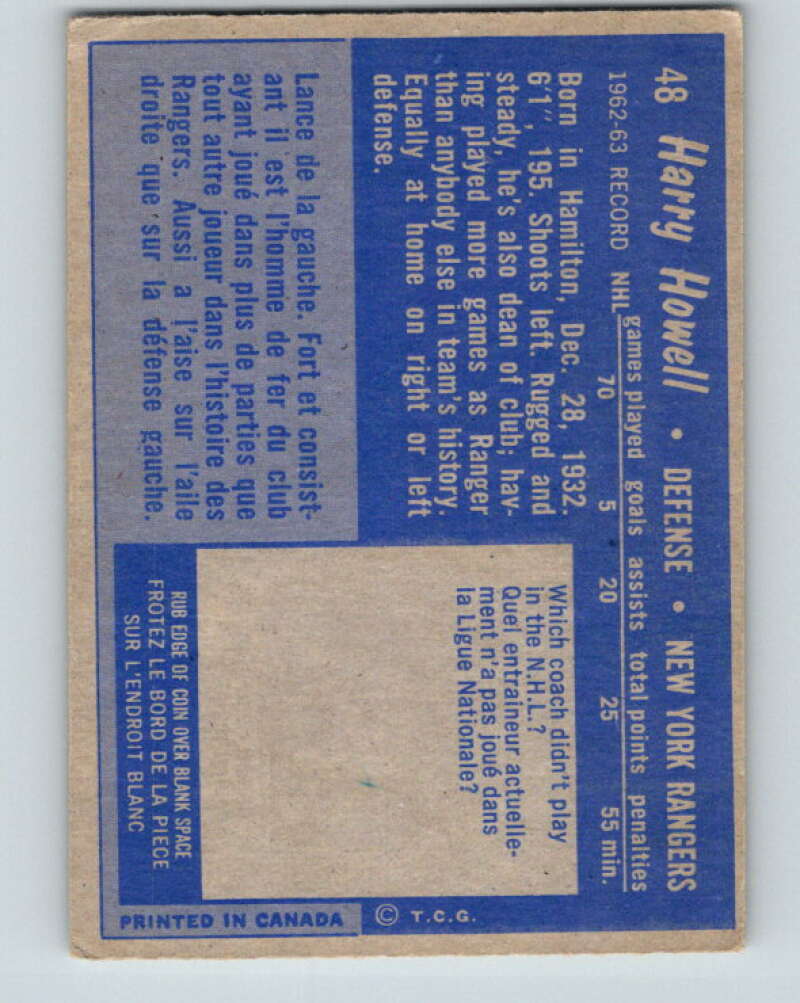 48 Harry Howell • DEFENSE • NEW YORK RANGERS
games played goals assists total points penalties
1962-63 RECORD NHL 70 5 20 25 55 min.
Born in Hamilton, Dec. 28, 1932.
6'1", 195. Shoots left. Rugged and
steady, he's also dean of club; hav-
ing played more games as Ranger
than anybody else in team's history.
Equally at home on right or left
defense.
Lance de la gauche. Fort et consist-
ant il est l'homme de fer du club
ayant joué dans plus de parties que
tout autre joueur dans l'histoire des
Rangers. Aussi a l'aise sur l'aile
droite que sur la défense gauche.
Which coach didn't play
in the N.H.L.?
Quel entraineur actuelle-
ment n'a pas joué dans
la Ligue Nationale?
RUB EDGE OF COIN OVER BLANK SPACE
FROTEZ LE BORD DE LA PIECE
SUR L'ENDROIT BLANC
© T.C.G.
PRINTED IN CANADA